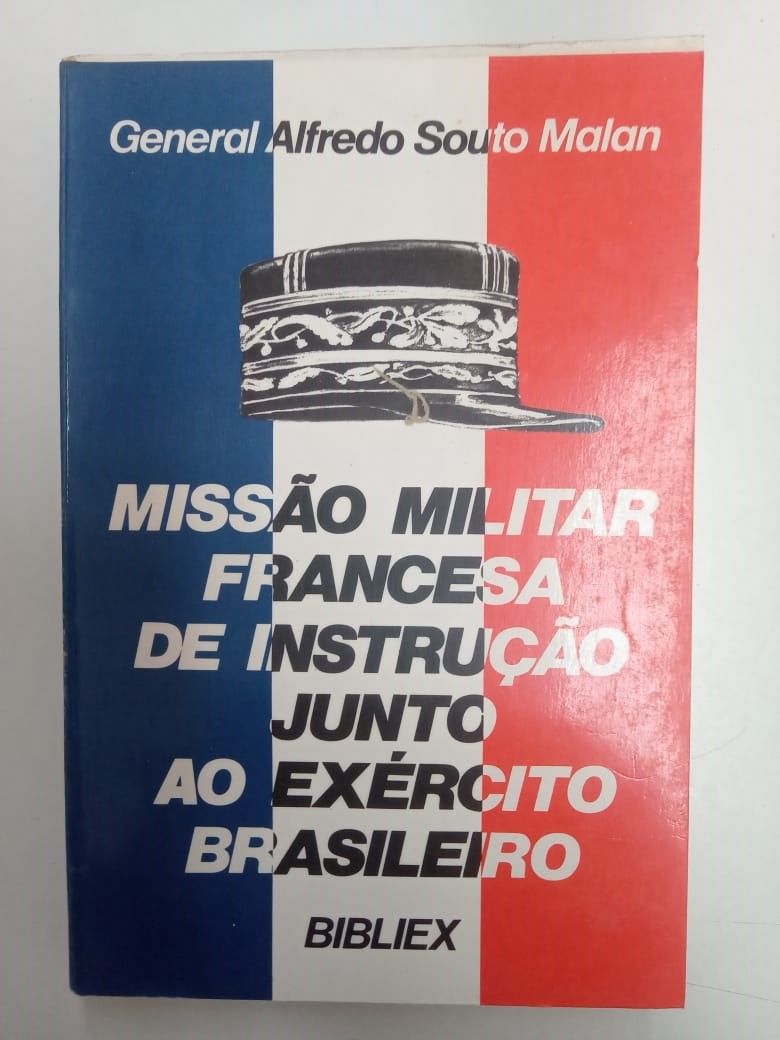 General Alfredo Souto Malan
MISSÃO MILITAR
FRANCESA
DE INSTRUÇÃO
JUNTO
AO EXÉRCITO
BRASILEIRO
BIBLIEX